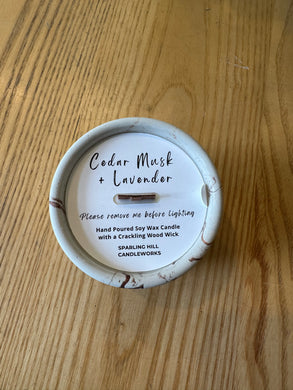 Cedar Musk
+ Lavender
Please remove me before lighting
Hand Poured Soy Wax Candle
with a Crackling Wood Wick
SPARLING HILL
CANDLEWORKS